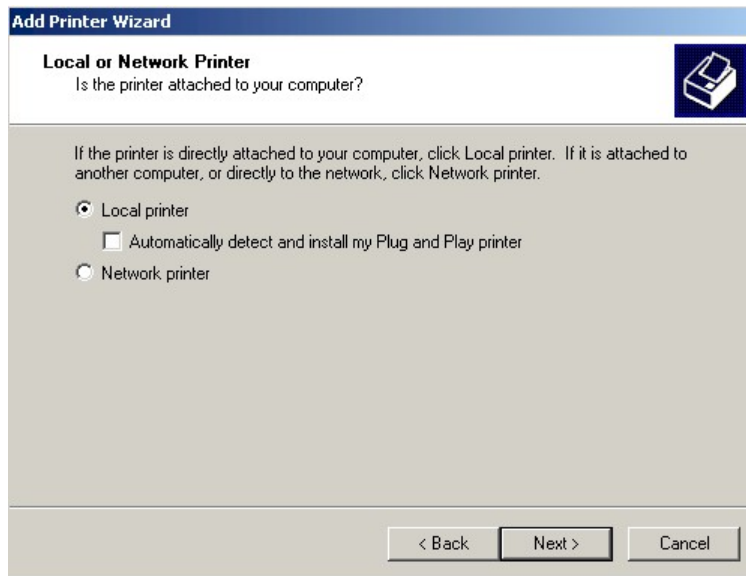 Add Printer Wizard
Local or Network Printer
Is the printer attached to your computer?
If the printer is directly attached to your computer, click Local printer.  If it is attached to
another computer, or directly to the network, click Network printer.
Local printer
Automatically detect and install my Plug and Play printer
Network printer
< Back
Next >
Cancel